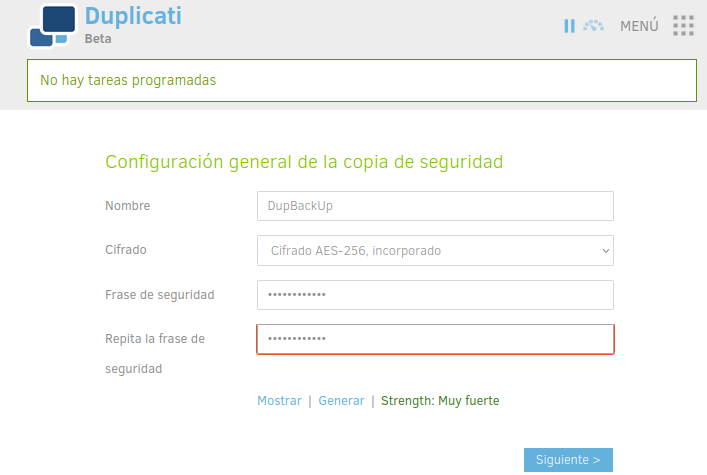 Duplicati
Beta
MENÚ
No hay tareas programadas
Configuración general de la copia de seguridad
Nombre
DupBackUp
Cifrado
Cifrado AES-256, incorporado
Frase de seguridad
••••••••••••
Repita la frase de
seguridad
••••••••••••
Mostrar | Generar | Strength: Muy fuerte
Siguiente >